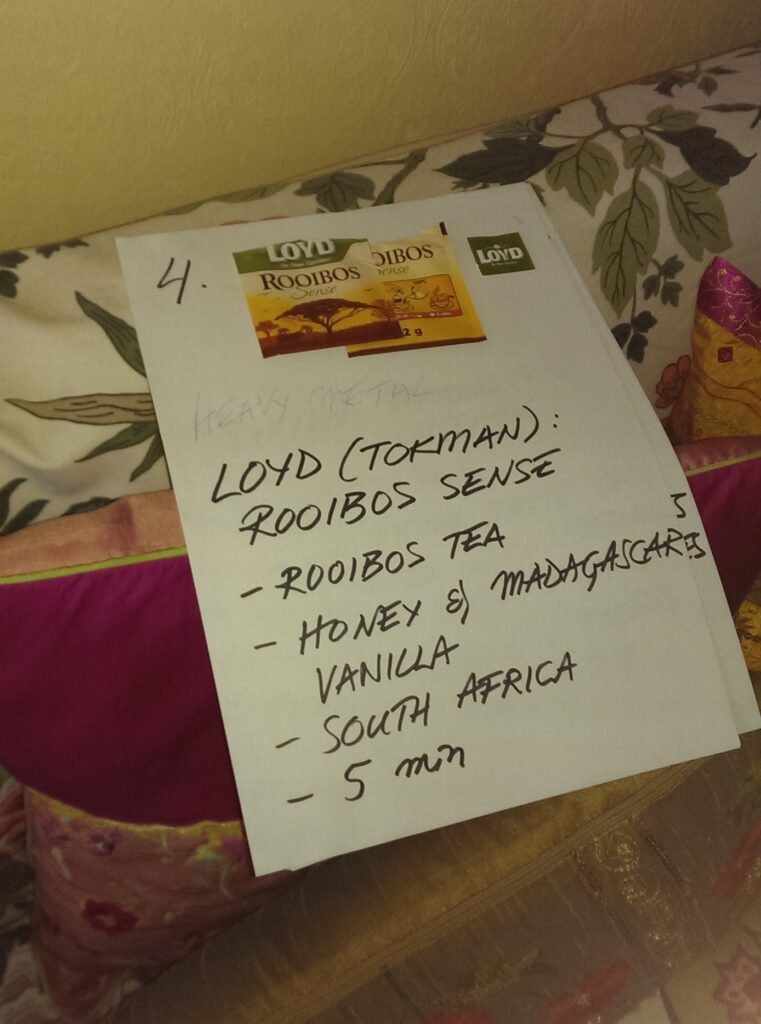 4.
LOYD
ROOIBOS
Sense
OIBOS
ense
2 g
LOYD
HEAVY METAL
LOYD (TOKMAN):
ROOIBOS SENSE
- ROOIBOS TEA
- HONEY & MADAGASCAR
VANILLA
- SOUTH AFRICA
- 5 min